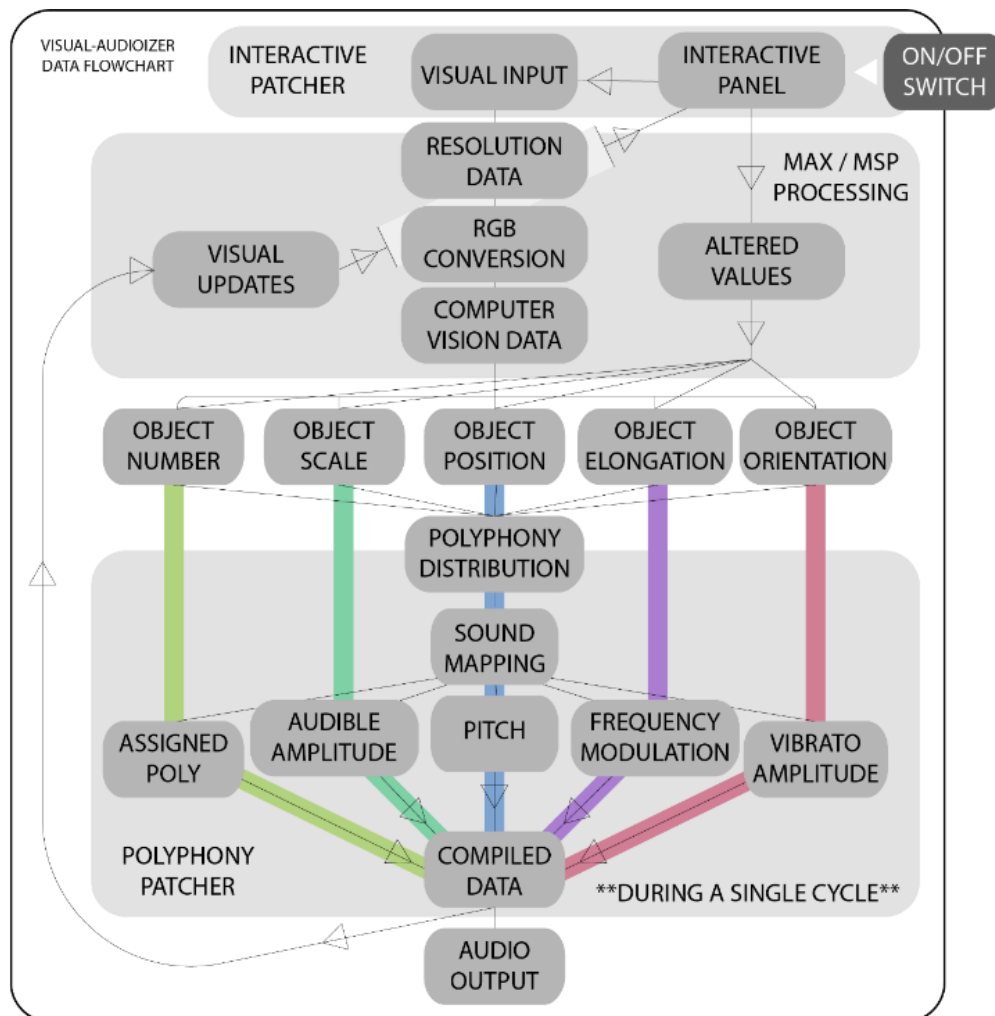 VISUAL-AUDIOIZER
DATA FLOWCHART
INTERACTIVE
PATCHER
VISUAL INPUT
INTERACTIVE
PANEL
ON/OFF
SWITCH
RESOLUTION
DATA
MAX / MSP
PROCESSING
VISUAL
UPDATES
RGB
CONVERSION
ALTERED
VALUES
COMPUTER
VISION DATA
OBJECT
NUMBER
OBJECT
SCALE
OBJECT
POSITION
OBJECT
ELONGATION
OBJECT
ORIENTATION
POLYPHONY
DISTRIBUTION
SOUND
MAPPING
ASSIGNED
POLY
AUDIBLE
AMPLITUDE
PITCH
FREQUENCY
MODULATION
VIBRATO
AMPLITUDE
POLYPHONY
PATCHER
COMPILED
DATA
**DURING A SINGLE CYCLE**
AUDIO
OUTPUT